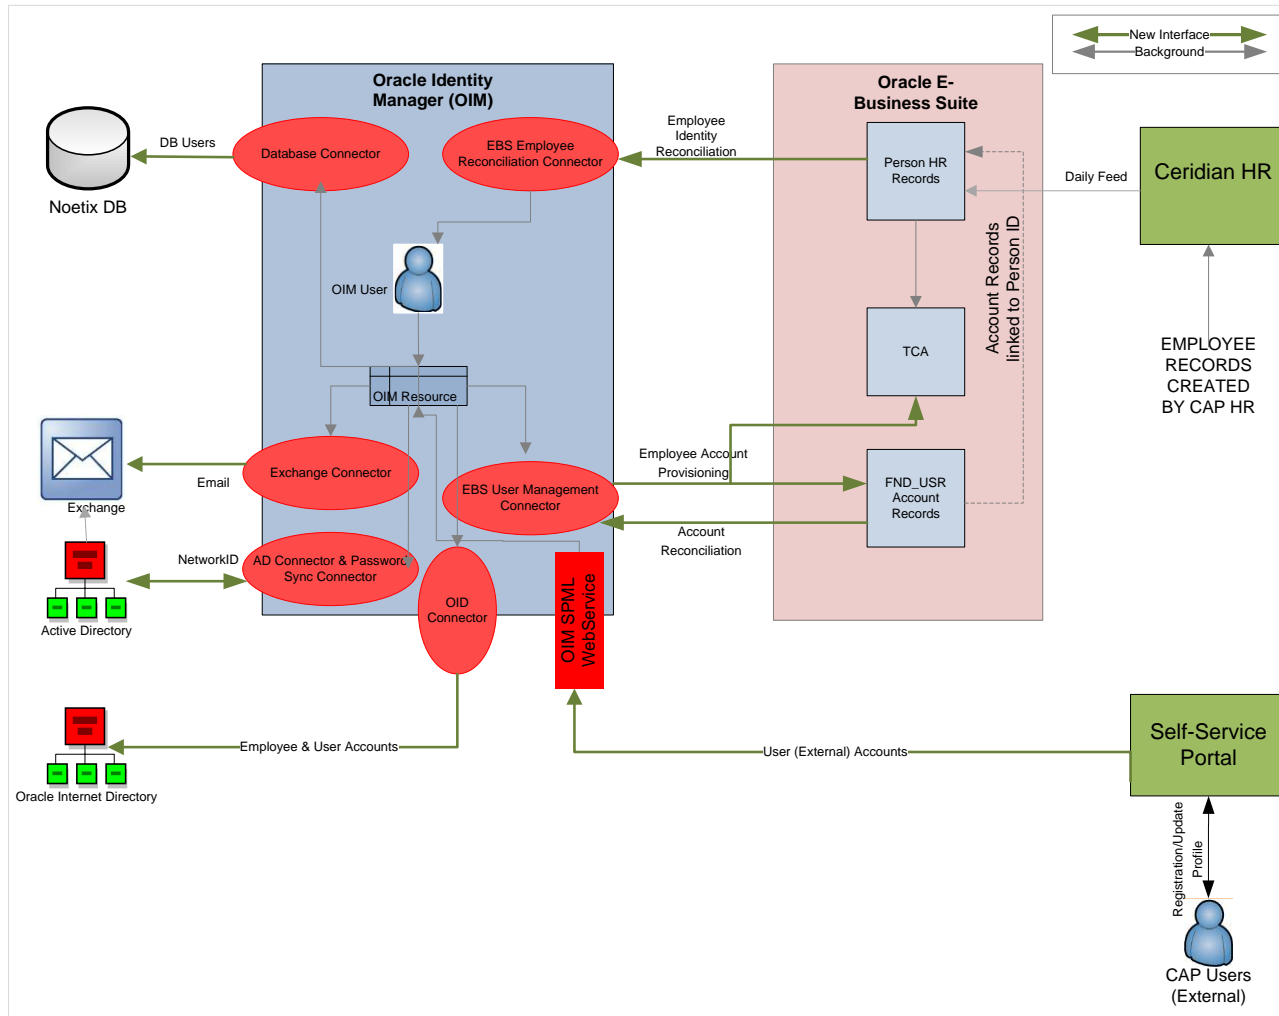 New Interface
Background
Oracle Identity
Manager (OIM)
Oracle E-
Business Suite
Database Connector
EBS Employee
Reconciliation Connector
DB Users
Noetix DB
Employee
Identity
Reconciliation
Person HR
Records
Daily Feed
Ceridian HR
Account Records
linked to Person ID
OIM User
TCA
EMPLOYEE
RECORDS
CREATED
BY CAP HR
OIM Resource
Exchange Connector
Email
Exchange
EBS User Management
Connector
Employee Account
Provisioning
FND_USR
Account
Records
Account
Reconciliation
NetworkID
AD Connector & Password
Sync Connector
Active Directory
OID
Connector
OIM SPML
WebService
Employee & User Accounts
Oracle Internet Directory
User (External) Accounts
Self-Service
Portal
Registration/Update
Profile
CAP Users
(External)